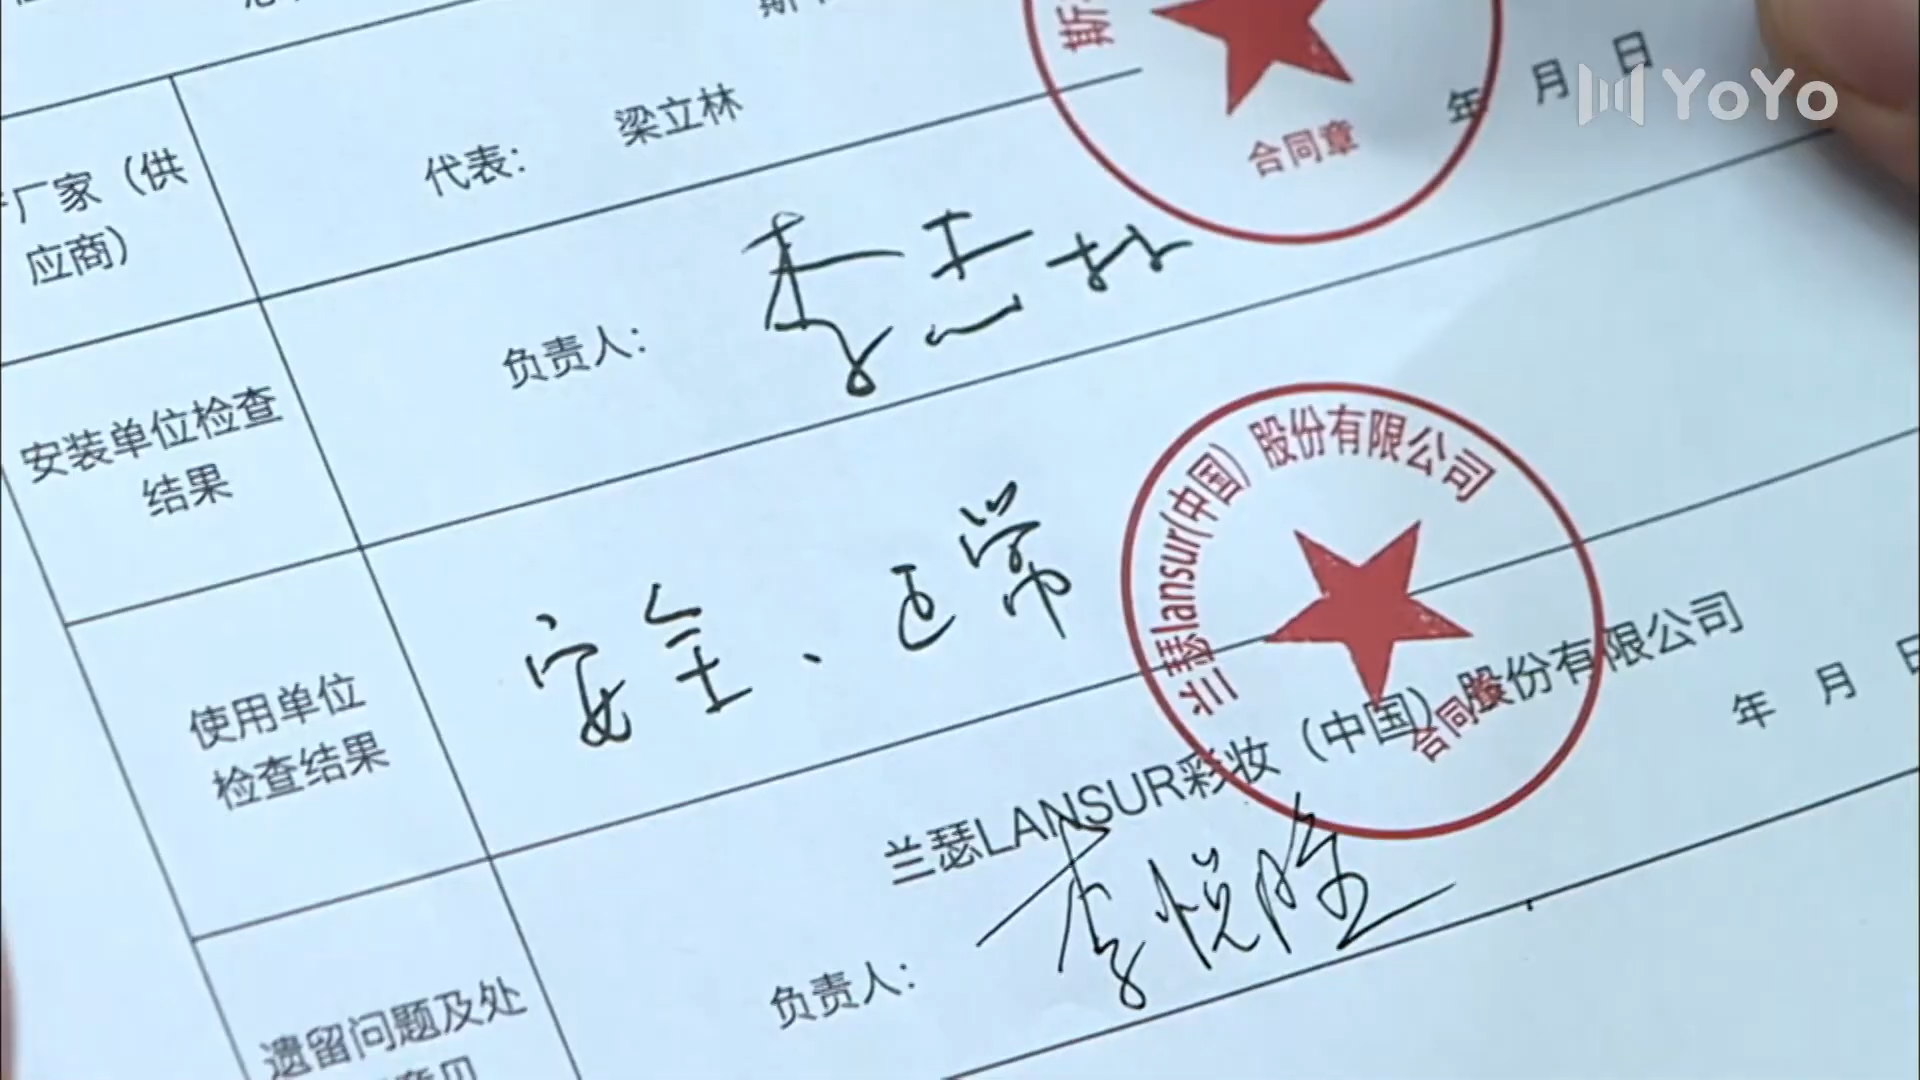 YOYO
年 月 日
合同章
厂家（供
应商）
代表： 梁立林
负责人： 李志林
安装单位检查
结果
使用单位
检查结果
安全、正常
兰瑟lansur(中国）股份有限公司
兰瑟LANSUR彩妆（中国）股份有限公司
年 月 日
负责人： 李悦胜
遗留问题及处